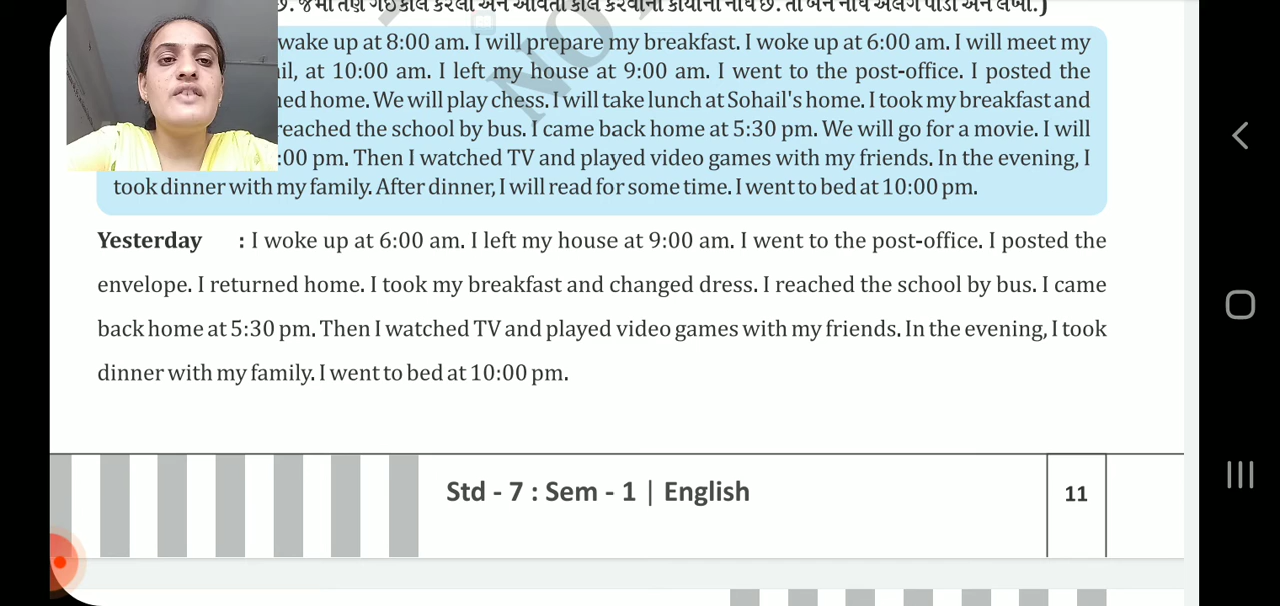 છે. જેમાં તેણે ગઈકાલે કરેલા અને આવતી કાલે કરવાનાં કાર્યોની નોંધ છે. તો બંને નોંધ અલગ પાડો અને લખો.)
wake up at 8:00 am. I will prepare my breakfast. I woke up at 6:00 am. I will meet my
il, at 10:00 am. I left my house at 9:00 am. I went to the post-office. I posted the
ned home. We will play chess. I will take lunch at Sohail's home. I took my breakfast and
reached the school by bus. I came back home at 5:30 pm. We will go for a movie. I will
:00 pm. Then I watched TV and played video games with my friends. In the evening, I
took dinner with my family. After dinner, I will read for some time. I went to bed at 10:00 pm.
Yesterday : I woke up at 6:00 am. I left my house at 9:00 am. I went to the post-office. I posted the
envelope. I returned home. I took my breakfast and changed dress. I reached the school by bus. I came
back home at 5:30 pm. Then I watched TV and played video games with my friends. In the evening, I took
dinner with my family. I went to bed at 10:00 pm.
Std - 7 : Sem - 1 | English
11